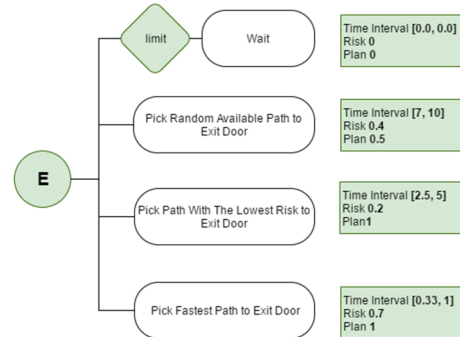 limit
Wait
Time Interval [0.0, 0.0]
Risk 0
Plan 0
Pick Random Available Path to
Exit Door
Time Interval [7, 10]
Risk 0.4
Plan 0.5
E
Pick Path With The Lowest Risk to
Exit Door
Time Interval [2.5, 5]
Risk 0.2
Plan1
Pick Fastest Path to Exit Door
Time Interval [0.33, 1]
Risk 0.7
Plan 1